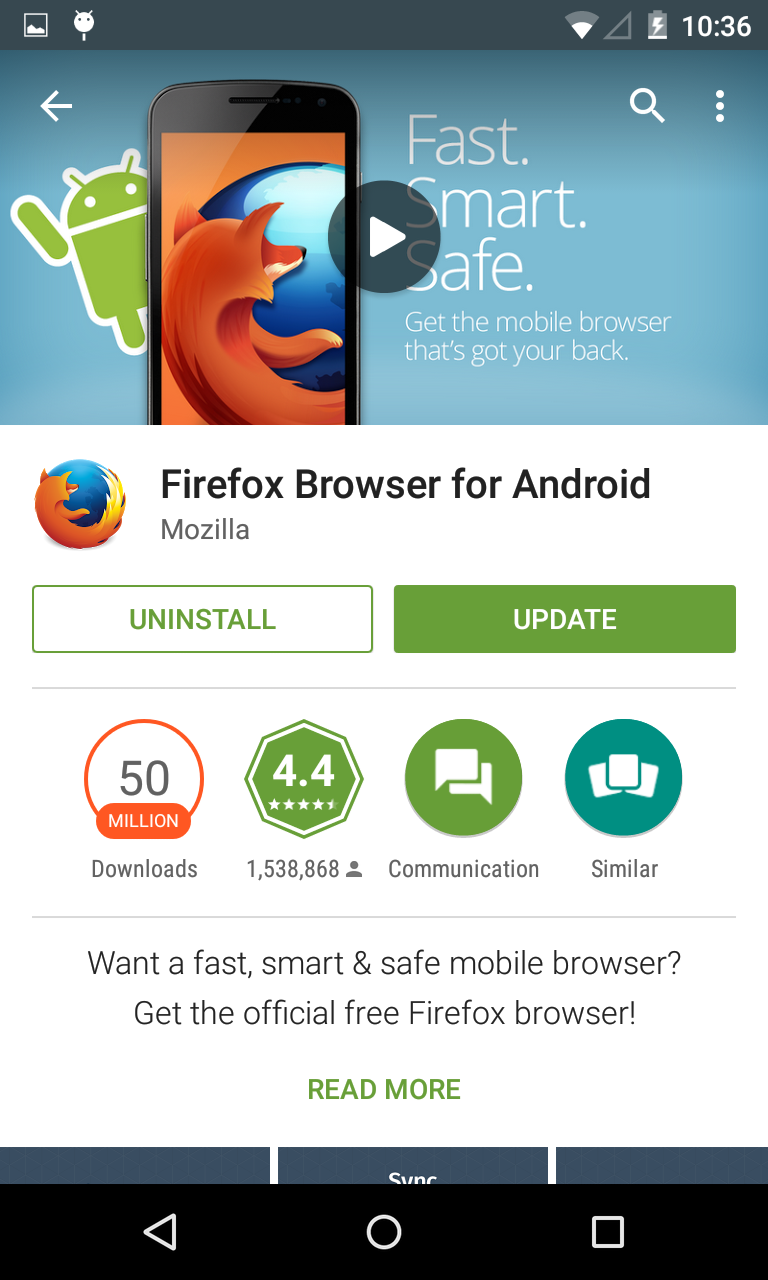 10:36
Fast.
Smart.
Safe.
Get the mobile browser
that's got your back.
Firefox Browser for Android
Mozilla
UNINSTALL
UPDATE
50
MILLION
Downloads
4.4
1,538,868
Communication
Similar
Want a fast, smart & safe mobile browser?
Get the official free Firefox browser!
READ MORE
Sync